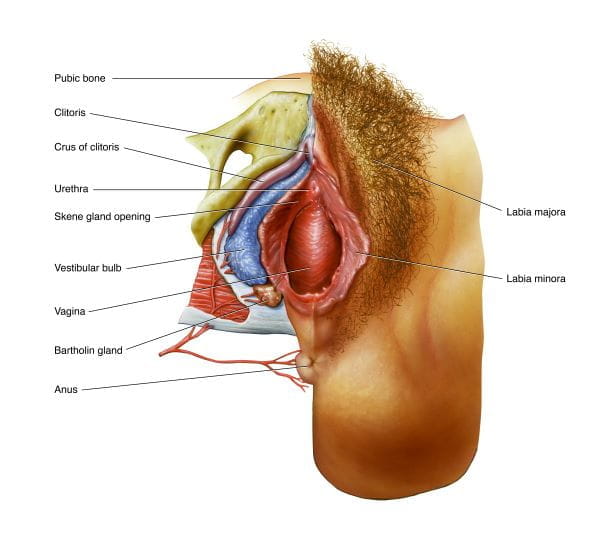 Pubic bone
Clitoris
Crus of clitoris
Urethra
Skene gland opening
Vestibular bulb
Vagina
Bartholin gland
Anus
Labia majora
Labia minora